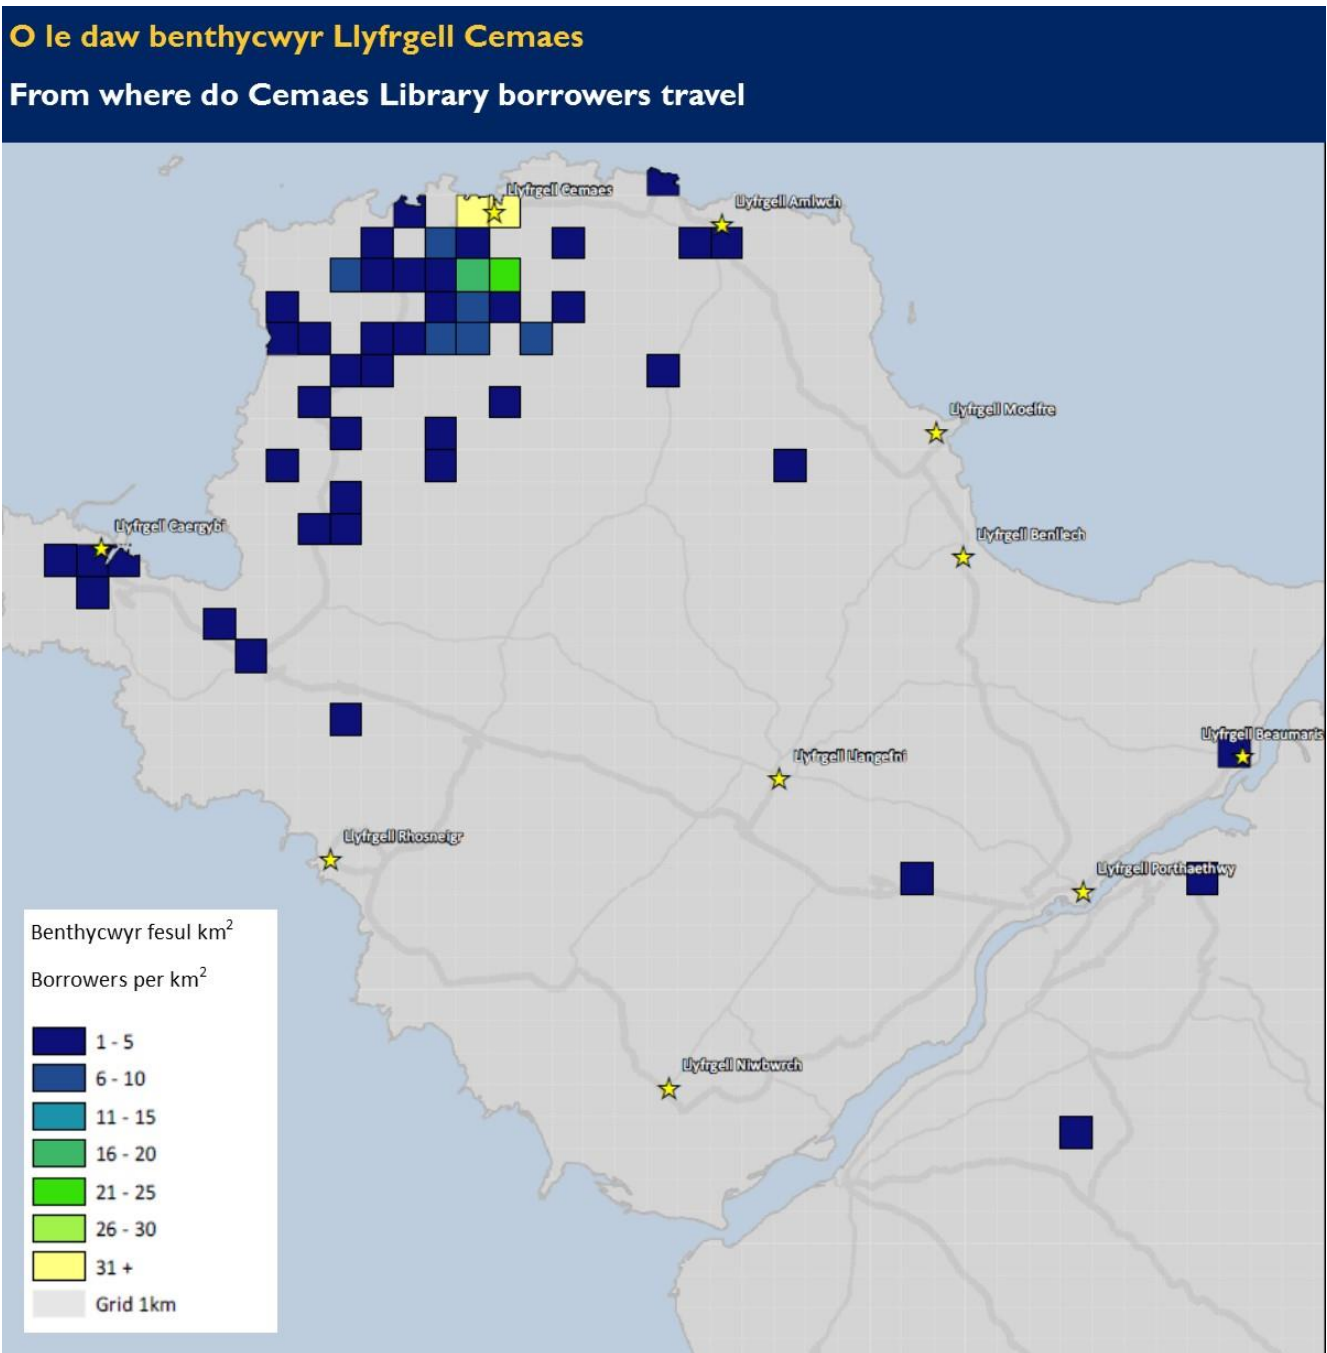 O le daw benthycwyr Llyfrgell Cemaes
From where do Cemaes Library borrowers travel
Llyfrgell Cemaes
Llyfrgell Amlwch
Llyfrgell Moelfre
Llyfrgell Caergybi
Llyfrgell Benllech
Llyfrgell Beaumaris
Llyfrgell Llangefni
Llyfrgell Rhosneigr
Llyfrgell Porthaethwy
Llyfrgell Niwbwrch
Benthycwyr fesul km²
Borrowers per km²
1 - 5
6 - 10
11 - 15
16 - 20
21 - 25
26 - 30
31 +
Grid 1km